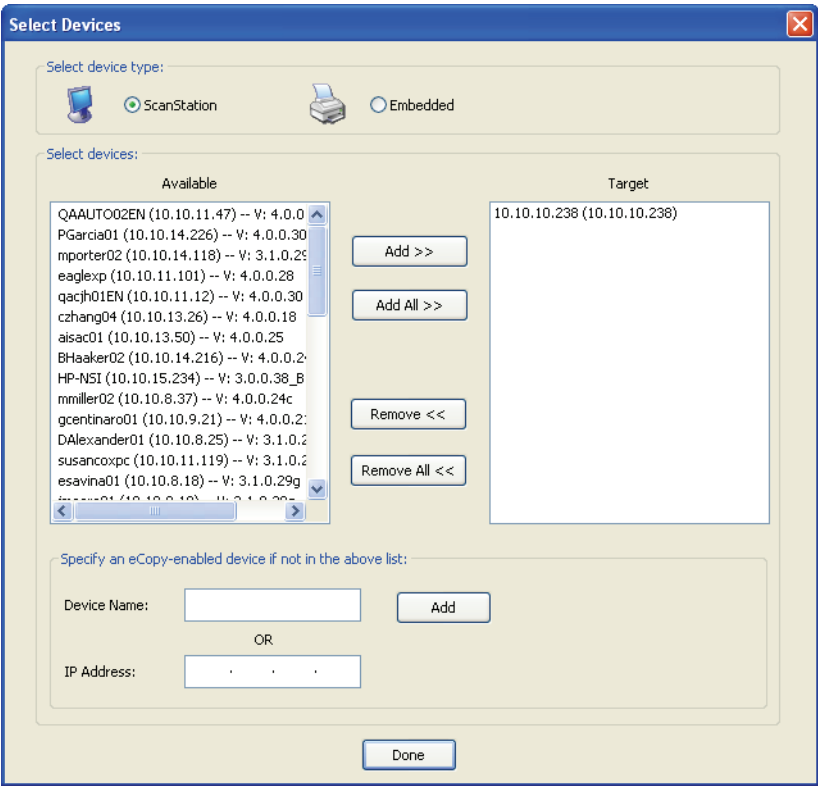 Select Devices
Select device type:
ScanStation
Embedded
Select devices:
Available
Target
QAAUTO02EN (10.10.11.47) -- V: 4.0.0
PGarcia01 (10.10.14.226) -- V: 4.0.0.30
mporter02 (10.10.14.118) -- V: 3.1.0.29
eaglexp (10.10.11.101) -- V: 4.0.0.28
qacjh01EN (10.10.11.12) -- V: 4.0.0.30
czhang04 (10.10.13.26) -- V: 4.0.0.18
aisac01 (10.10.13.50) -- V: 4.0.0.25
BHaaker02 (10.10.14.216) -- V: 4.0.0.24
HP-NSI (10.10.15.234) -- V: 3.0.0.38_B
mmiller02 (10.10.8.37) -- V: 4.0.0.24c
gcentinaro01 (10.10.9.21) -- V: 4.0.0.21
DAlexander01 (10.10.8.25) -- V: 3.1.0.2
susancoxpc (10.10.11.119) -- V: 3.1.0.2
esavina01 (10.10.8.18) -- V: 3.1.0.29g
10.10.10.238 (10.10.10.238)
Add >>
Add All >>
Remove <<
Remove All <<
Specify an eCopy-enabled device if not in the above list:
Device Name:
Add
OR
IP Address:
. . .
Done